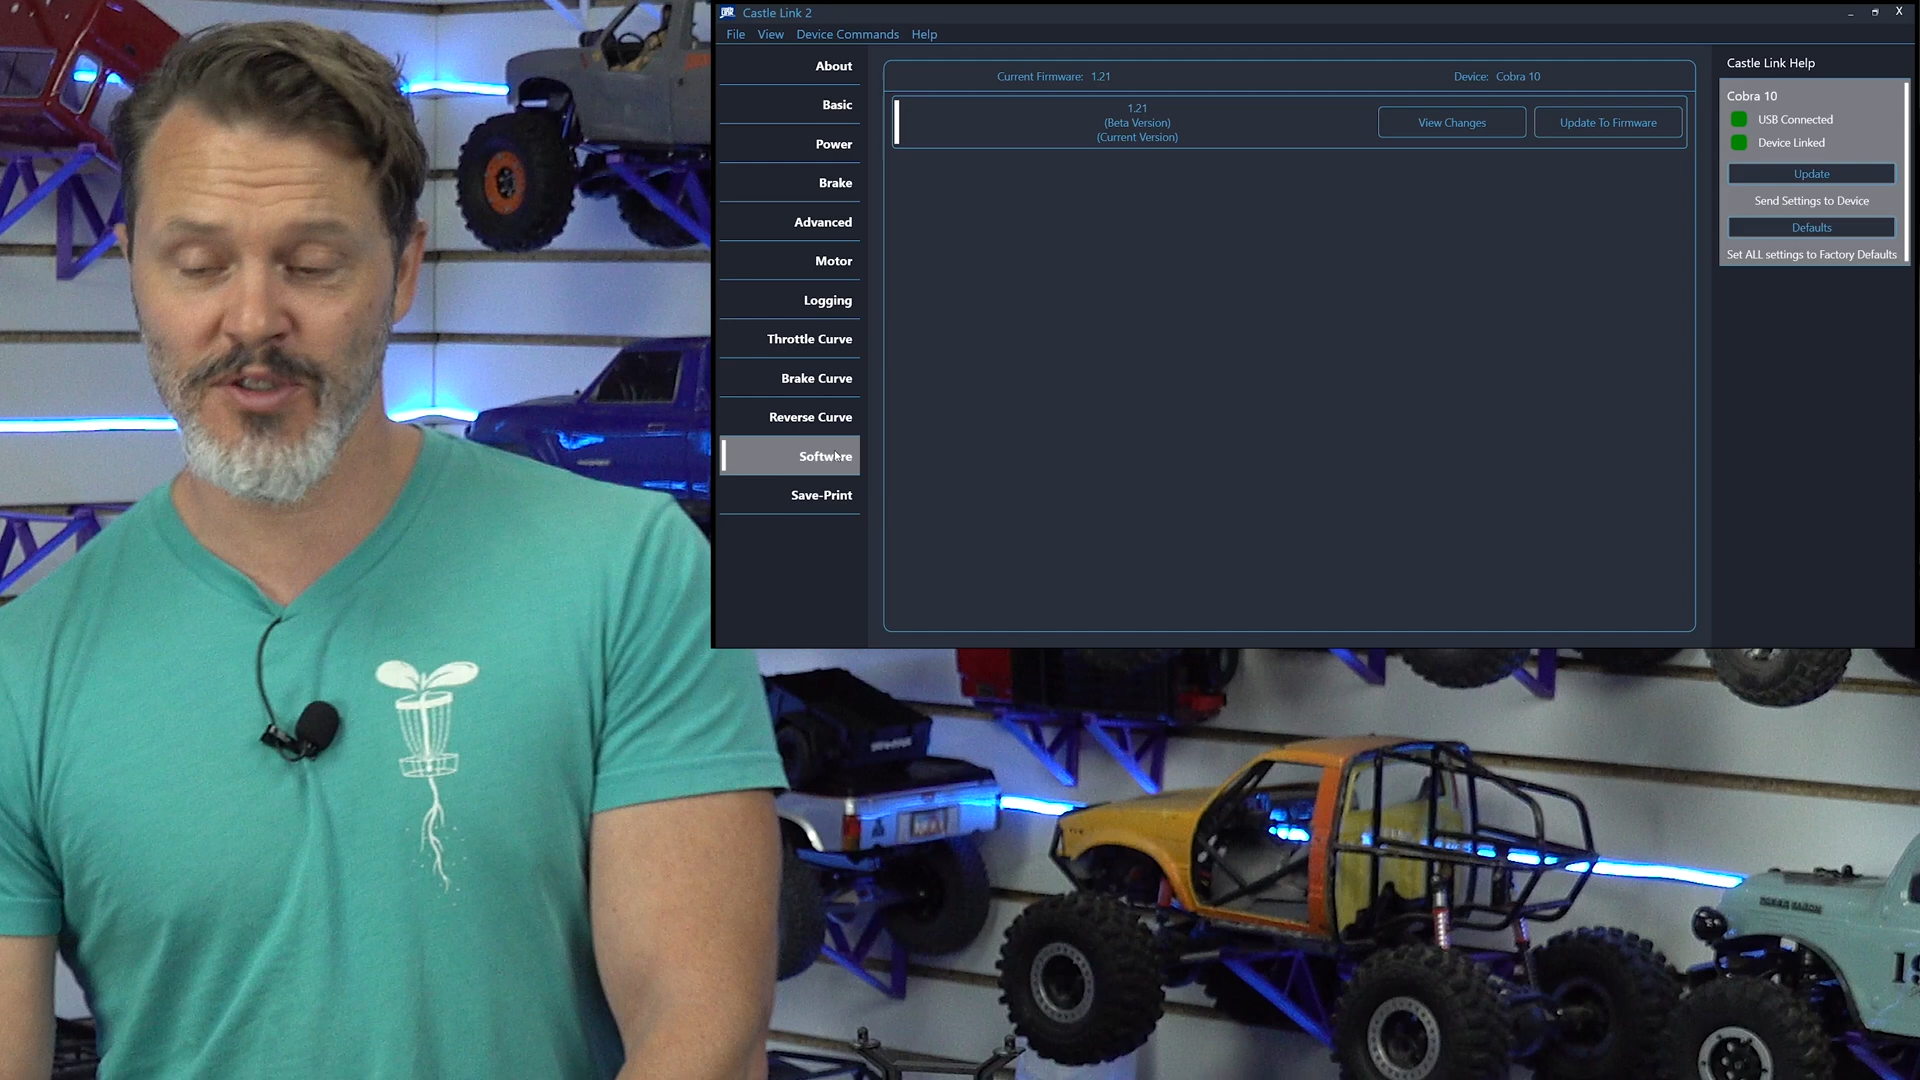 Castle Link 2
File View Device Commands Help
About
Basic
Power
Brake
Advanced
Motor
Logging
Throttle Curve
Brake Curve
Reverse Curve
Software
Save-Print
Current Firmware: 1.21
Device: Cobra 10
1.21
(Beta Version)
(Current Version)
View Changes
Update To Firmware
Castle Link Help
Cobra 10
USB Connected
Device Linked
Update
Send Settings to Device
Defaults
Set ALL settings to Factory Defaults